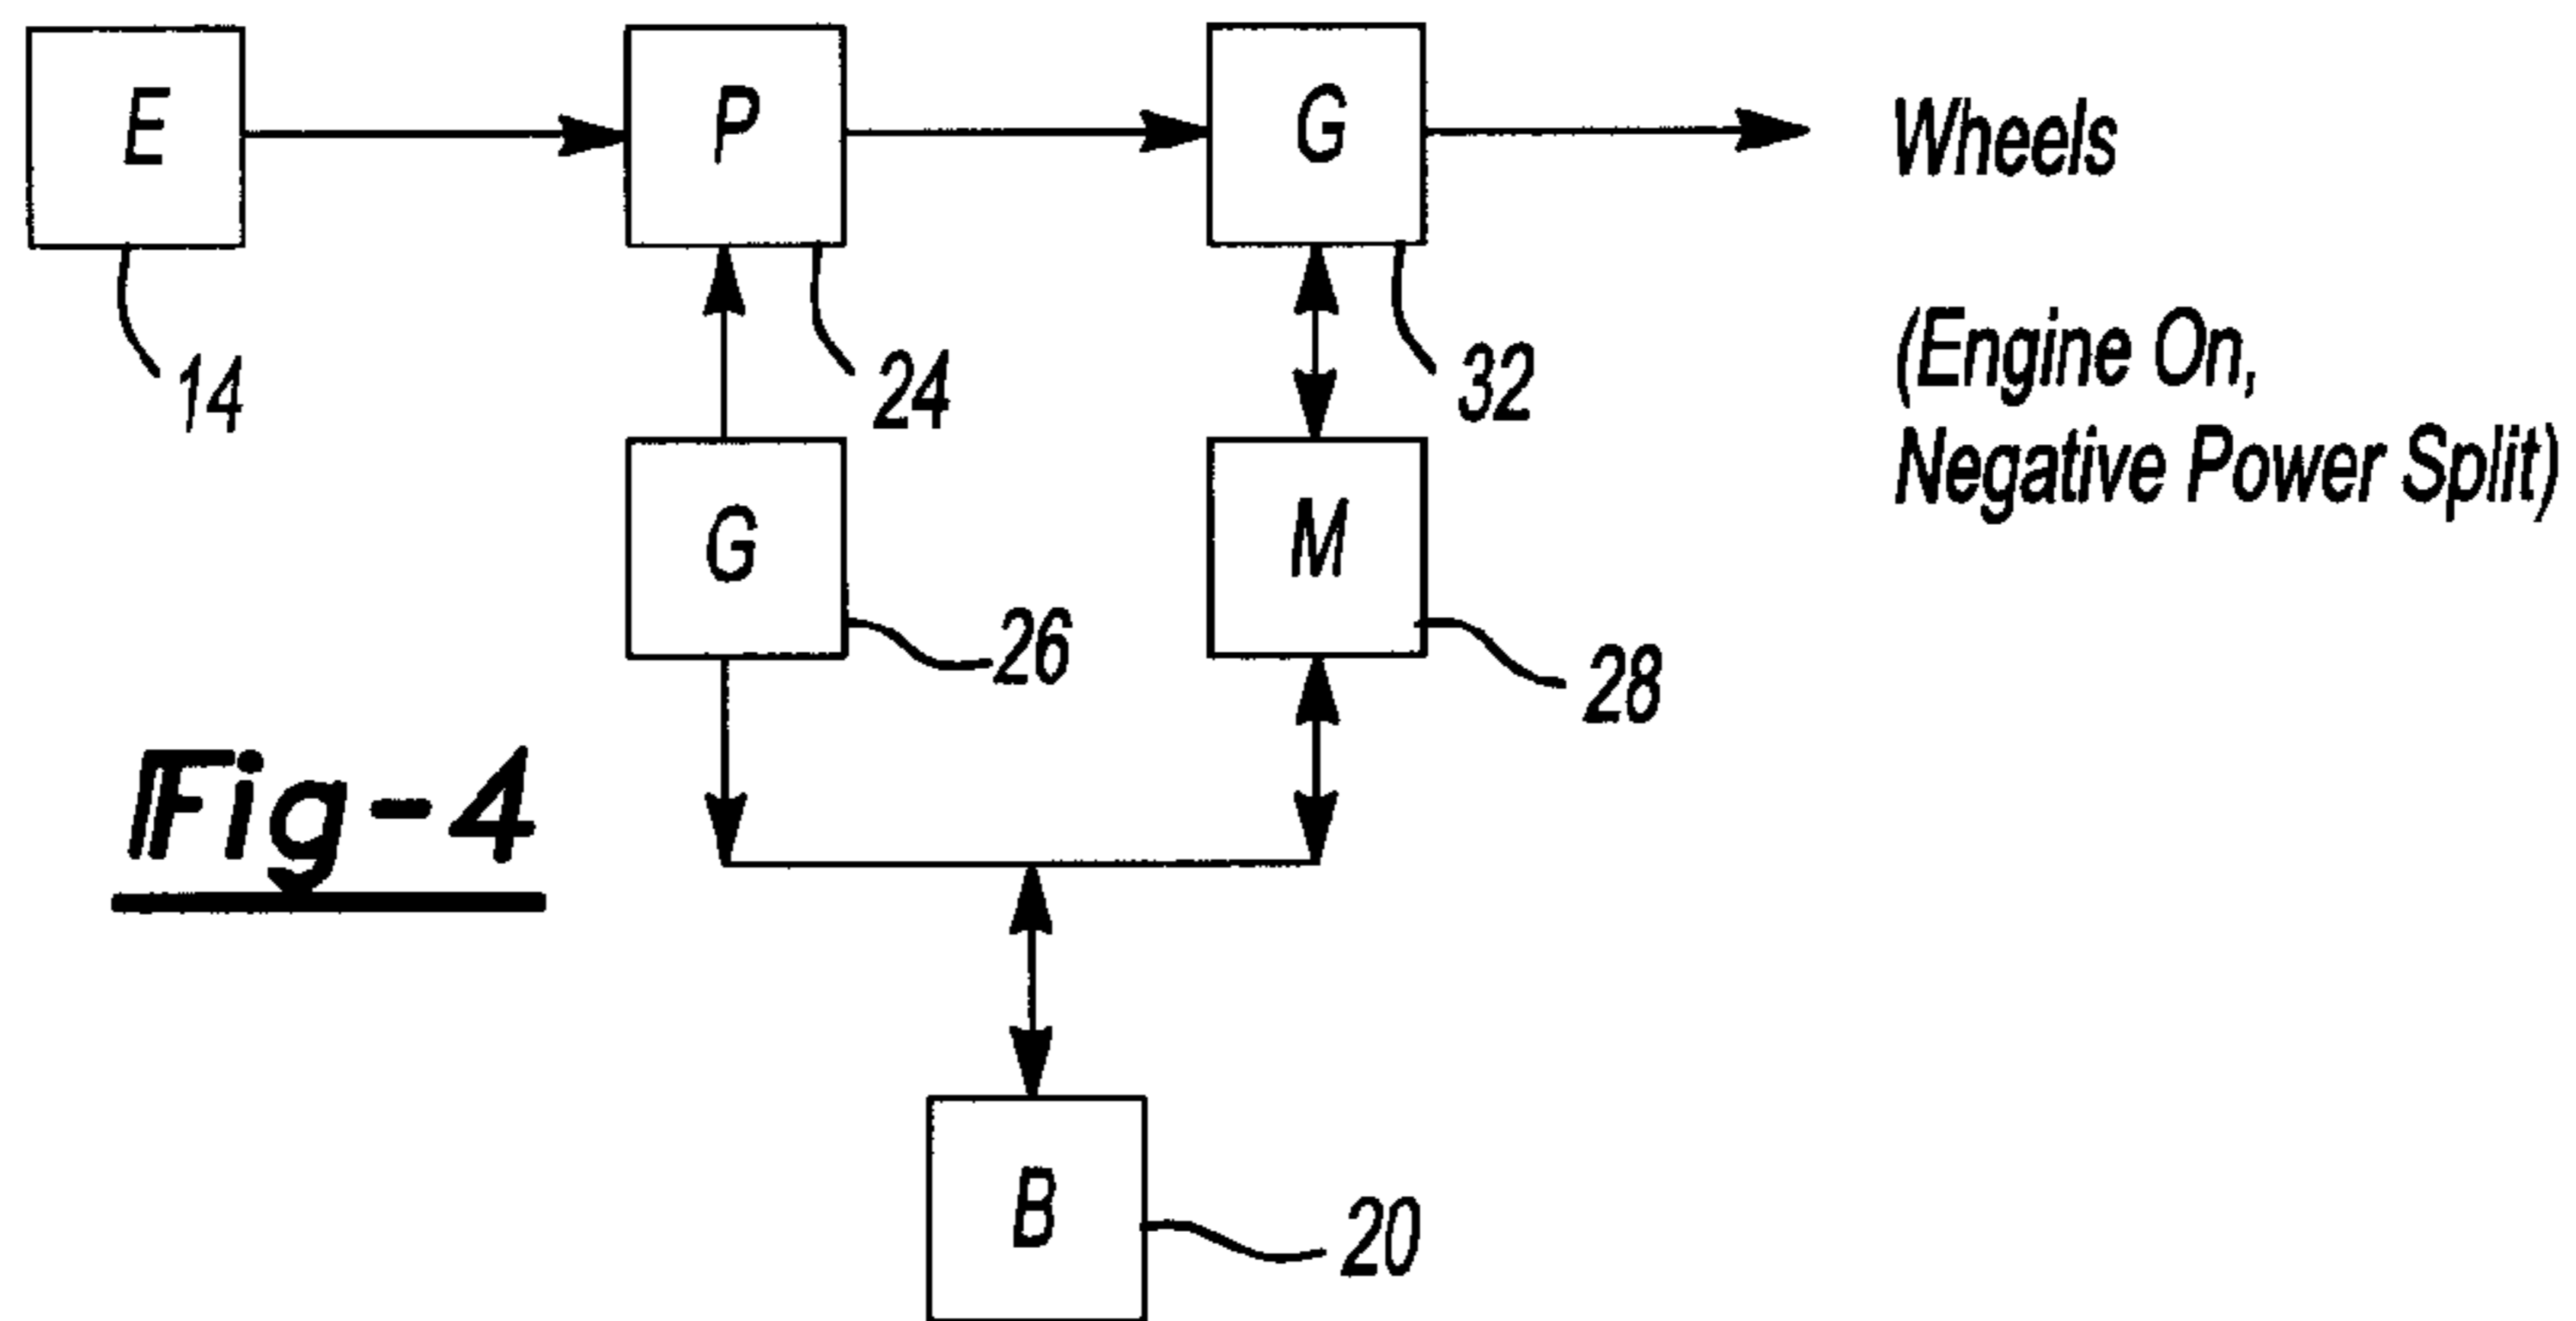 E
P
G
Wheels
14
24
32
(Engine On,
Negative Power Split)
G
M
26
28
Fig-4
B
20